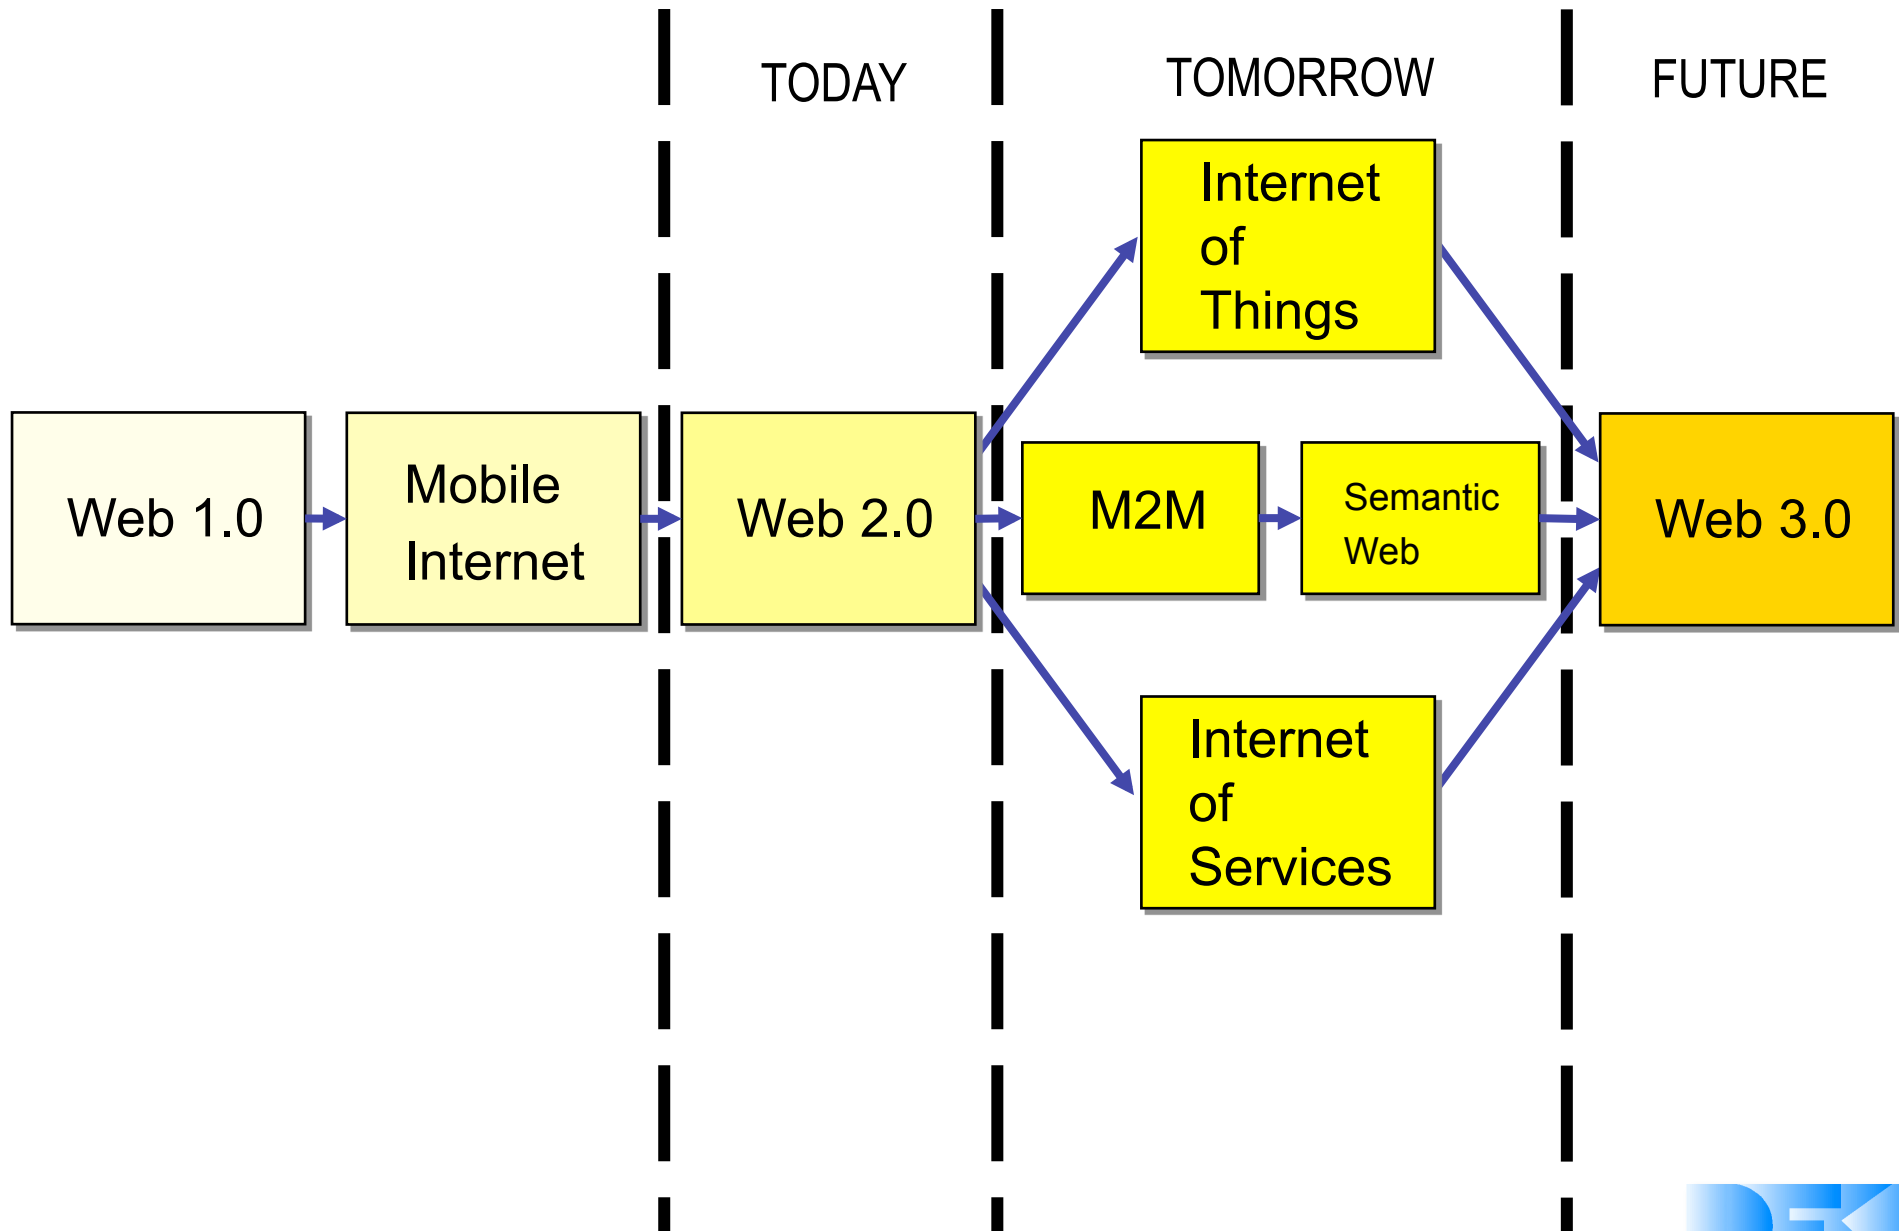 TODAY
TOMORROW
FUTURE
Web 1.0
Mobile
Internet
Web 2.0
Internet
of
Things
M2M
Semantic
Web
Internet
of
Services
Web 3.0